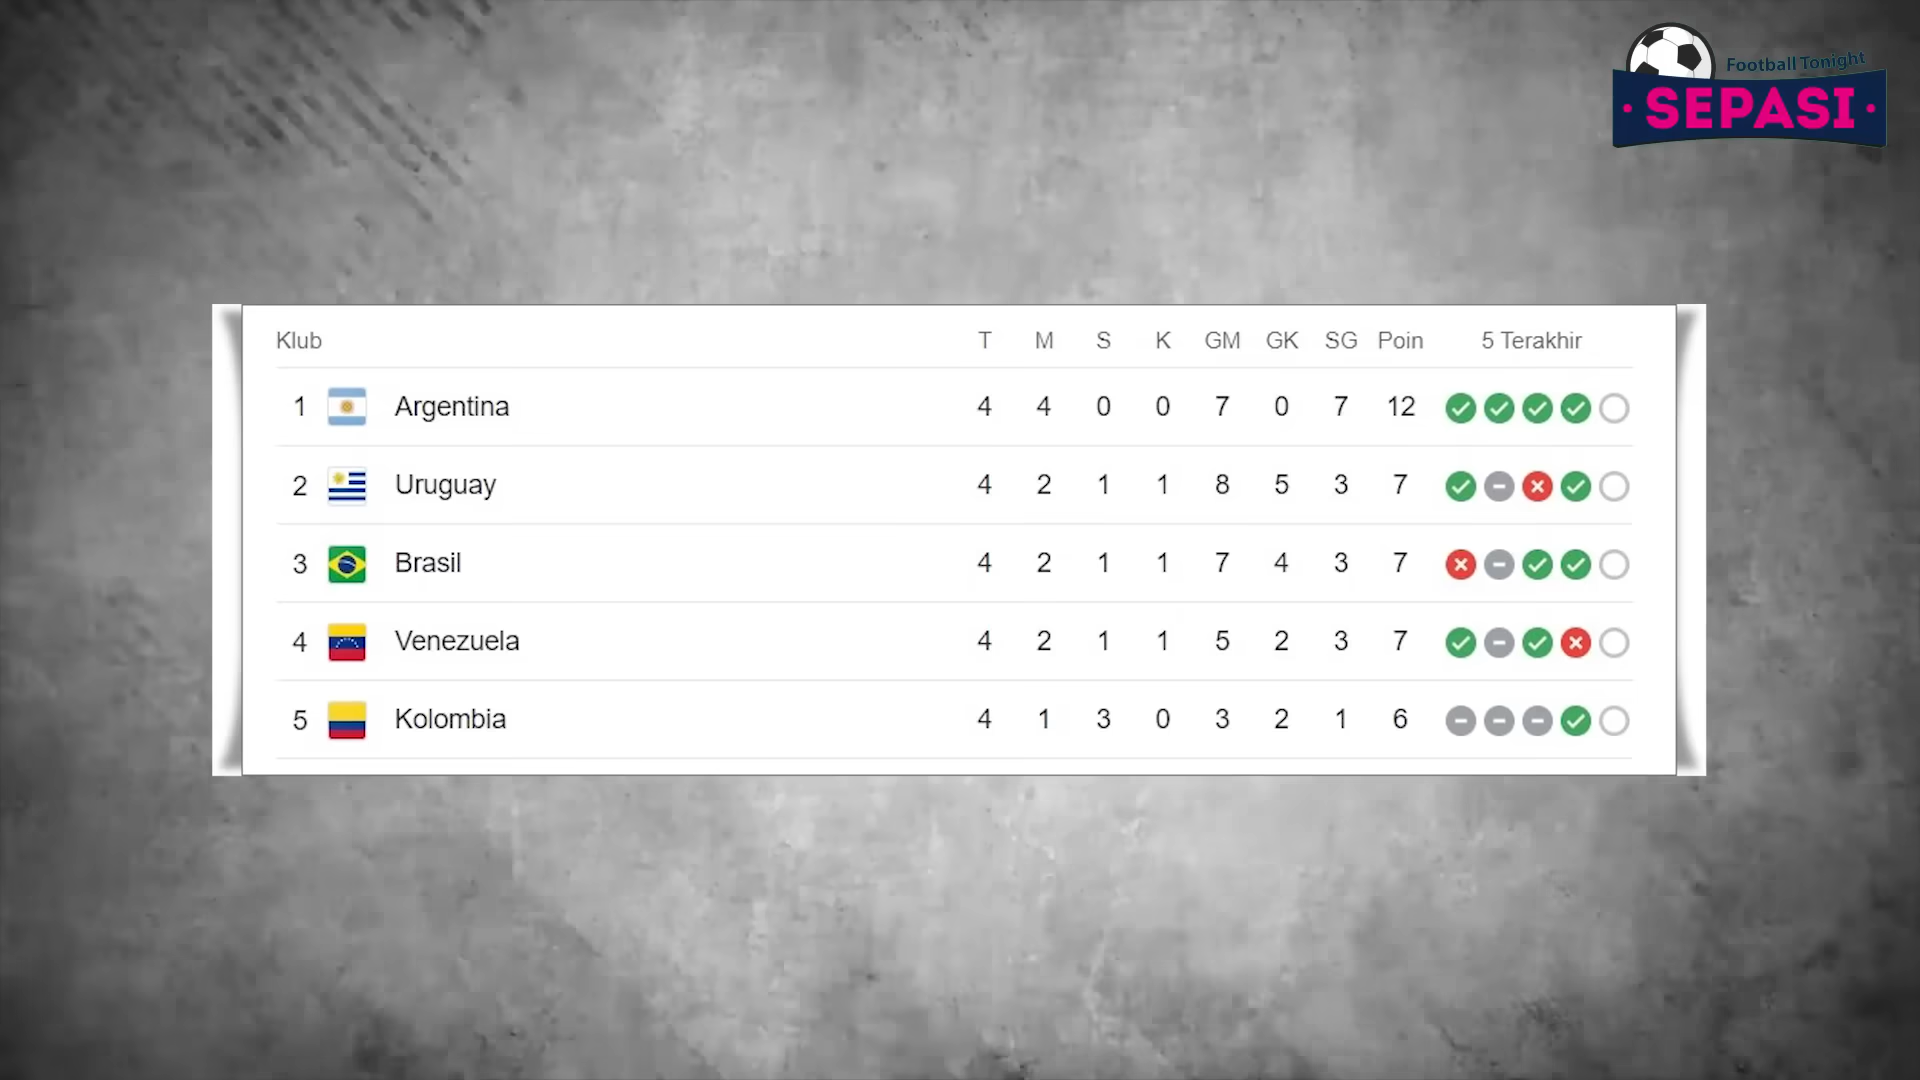 Football Tonight
SEPASI
Klub T M S K GM GK SG Poin 5 Terakhir
1 Argentina 4 4 0 0 7 0 7 12
2 Uruguay 4 2 1 1 8 5 3 7
3 Brasil 4 2 1 1 7 4 3 7
4 Venezuela 4 2 1 1 5 2 3 7
5 Kolombia 4 1 3 0 3 2 1 6